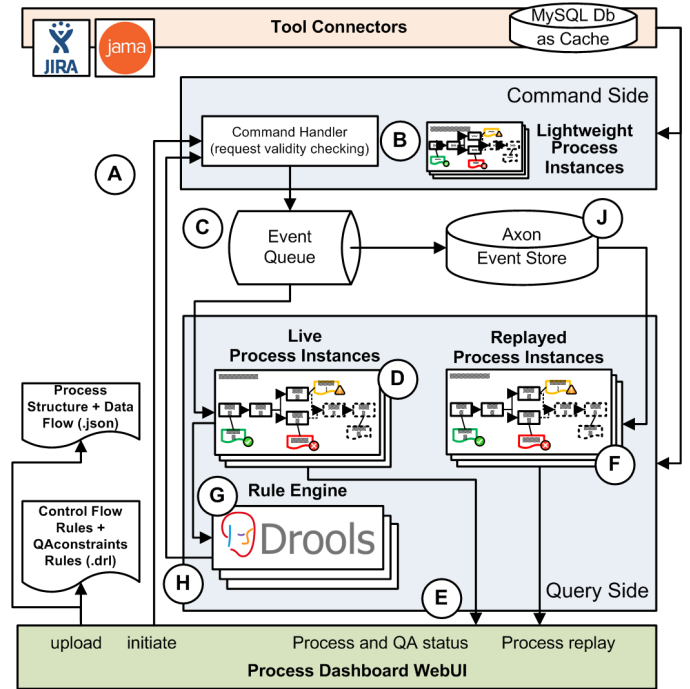 Tool Connectors
MySQL Db
as Cache
JIRA
jama
Command Side
Command Handler
(request validity checking)
B
Lightweight
Process
Instances
A
C
Event
Queue
J
Axon
Event Store
Live
Process Instances
Replayed
Process Instances
D
F
Process
Structure + Data
Flow (.json)
G
Rule Engine
Drools
Control Flow
Rules +
QAconstraints
Rules (.drl)
H
E
Query Side
upload
initiate
Process and QA status
Process replay
Process Dashboard WebUI